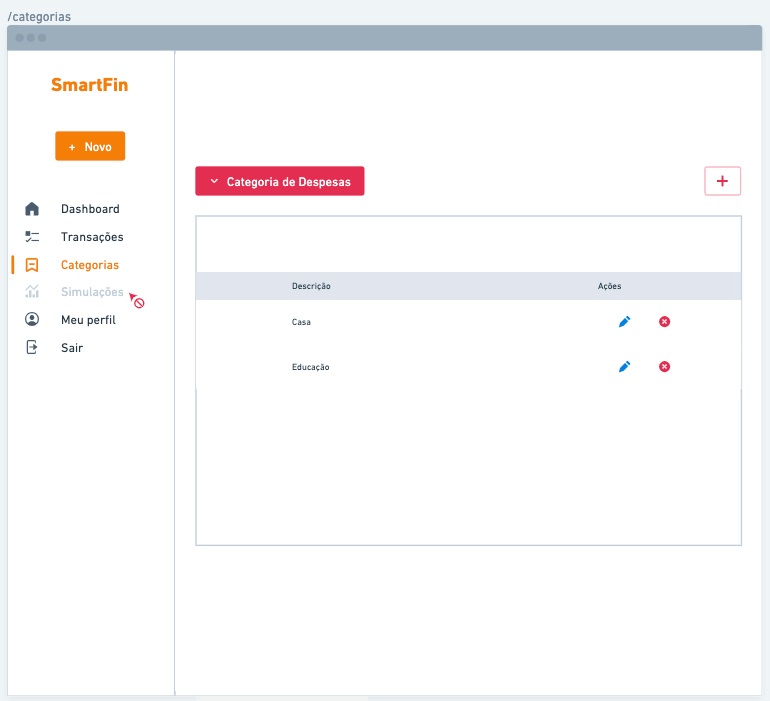 /categorias
SmartFin
+ Novo
Dashboard
Transações
Categorias
Simulações
Meu perfil
Sair
Categoria de Despesas
+
Descrição Ações
Casa
Educação